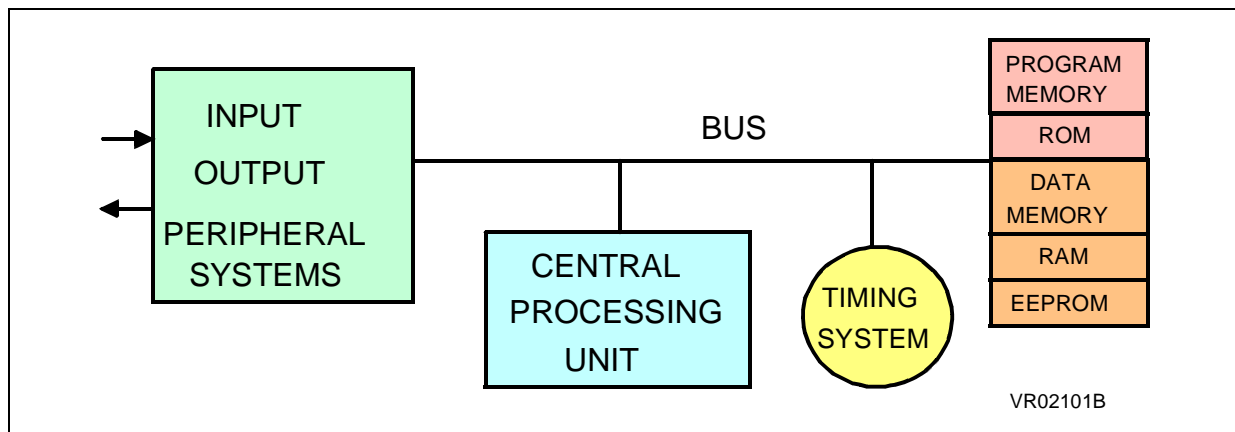 INPUT
OUTPUT
PERIPHERAL
SYSTEMS
BUS
CENTRAL
PROCESSING
UNIT
TIMING
SYSTEM
PROGRAM
MEMORY
ROM
DATA
MEMORY
RAM
EEPROM
VR02101B